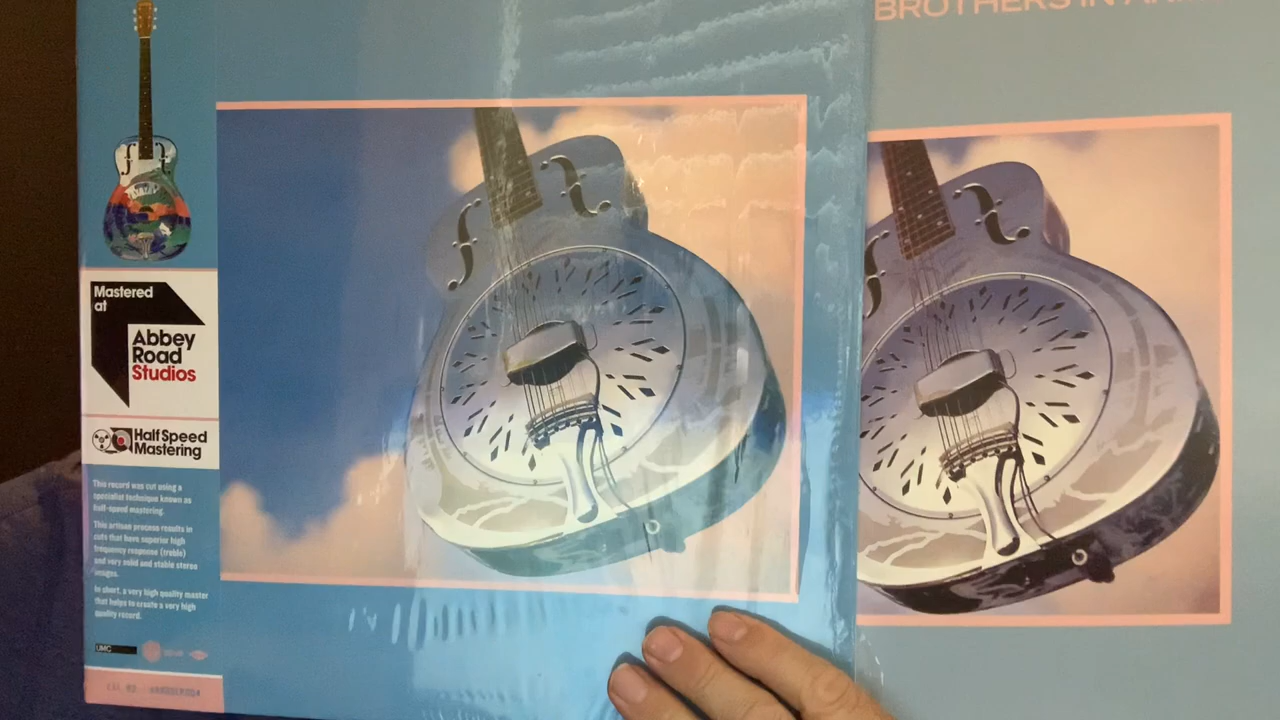 BROTHERS IN
Mastered
at
Abbey
Road
Studios
Half Speed
Mastering
This record was cut using a
specialist technique known as
half-speed mastering.
This artisan process results in
cuts that have superior high
frequency response (treble)
and very solid and stable stereo
images.
In short, a very high quality master
that helps to create a very high
quality record.
UMC